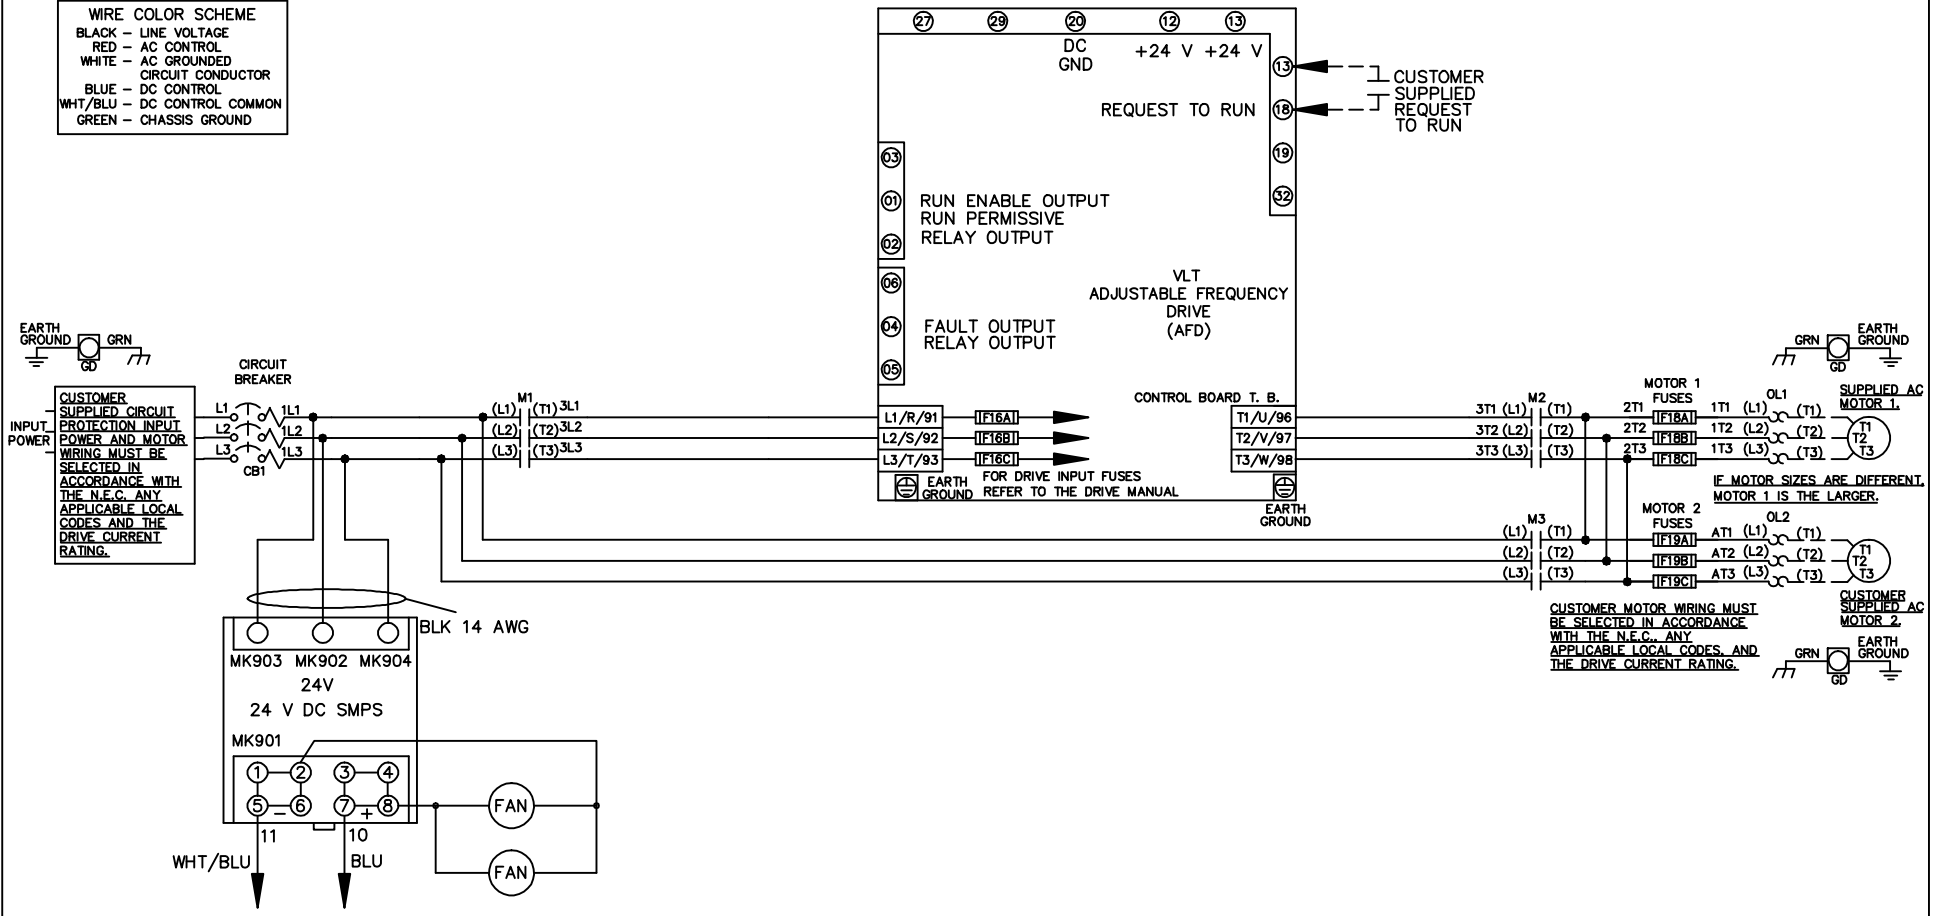 WIRE COLOR SCHEME
BLACK – LINE VOLTAGE
RED – AC CONTROL
WHITE – AC GROUNDED
CIRCUIT CONDUCTOR
BLUE – DC CONTROL
WHT/BLU – DC CONTROL COMMON
GREEN – CHASSIS GROUND
27 29 20 12 13
DC
GND
+24 V +24 V
13
REQUEST TO RUN 18
19
32
CUSTOMER
SUPPLIED
REQUEST
TO RUN
03
01
02
RUN ENABLE OUTPUT
RUN PERMISSIVE
RELAY OUTPUT
06
04
05
FAULT OUTPUT
RELAY OUTPUT
VLT
ADJUSTABLE FREQUENCY
DRIVE
(AFD)
EARTH
GROUND
GRN
GD
INPUT
POWER
CUSTOMER
SUPPLIED CIRCUIT
PROTECTION INPUT
POWER AND MOTOR
WIRING MUST BE
SELECTED IN
ACCORDANCE WITH
THE N.E.C. ANY
APPLICABLE LOCAL
CODES AND THE
DRIVE CURRENT
RATING.
CIRCUIT
BREAKER
L1 1L1
L2 1L2
L3 1L3
CB1
M1
(L1) (T1) 3L1
(L2) (T2) 3L2
(L3) (T3) 3L3
CONTROL BOARD T. B.
L1/R/91 F16A T1/U/96
L2/S/92 F16B T2/V/97
L3/T/93 F16C T3/W/98
EARTH
GROUND
FOR DRIVE INPUT FUSES
REFER TO THE DRIVE MANUAL
EARTH
GROUND
M2
3T1 (L1) (T1)
3T2 (L2) (T2)
3T3 (L3) (T3)
MOTOR 1
FUSES
2T1 F18A 1T1 (L1) (T1)
2T2 F18B 1T2 (L2) (T2)
2T3 F18C 1T3 (L3) (T3)
OL1
T1
T2
T3
GRN
GD
EARTH
GROUND
SUPPLIED AC
MOTOR 1.
IF MOTOR SIZES ARE DIFFERENT,
MOTOR 1 IS THE LARGER.
M3
(L1) (T1)
(L2) (T2)
(L3) (T3)
MOTOR 2
FUSES
F19A AT1 (L1) (T1)
F19B AT2 (L2) (T2)
F19C AT3 (L3) (T3)
OL2
T1
T2
T3
CUSTOMER
SUPPLIED AC
MOTOR 2.
CUSTOMER MOTOR WIRING MUST
BE SELECTED IN ACCORDANCE
WITH THE N.E.C., ANY
APPLICABLE LOCAL CODES, AND
THE DRIVE CURRENT RATING.
GRN
GD
EARTH
GROUND
BLK 14 AWG
MK903 MK902 MK904
24V
24 V DC SMPS
MK901
1 2 3 4
5 – 6 7 + 8
11 10
WHT/BLU BLU
FAN
FAN